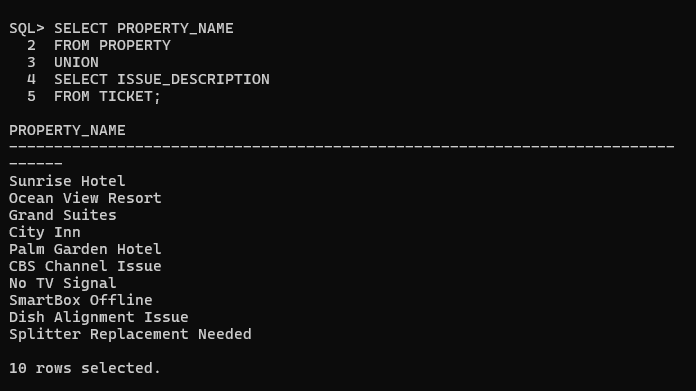 SQL> SELECT PROPERTY_NAME
  2  FROM PROPERTY
  3  UNION
  4  SELECT ISSUE_DESCRIPTION
  5  FROM TICKET;

PROPERTY_NAME
--------------------------------------------------------------------------
------
Sunrise Hotel
Ocean View Resort
Grand Suites
City Inn
Palm Garden Hotel
CBS Channel Issue
No TV Signal
SmartBox Offline
Dish Alignment Issue
Splitter Replacement Needed

10 rows selected.